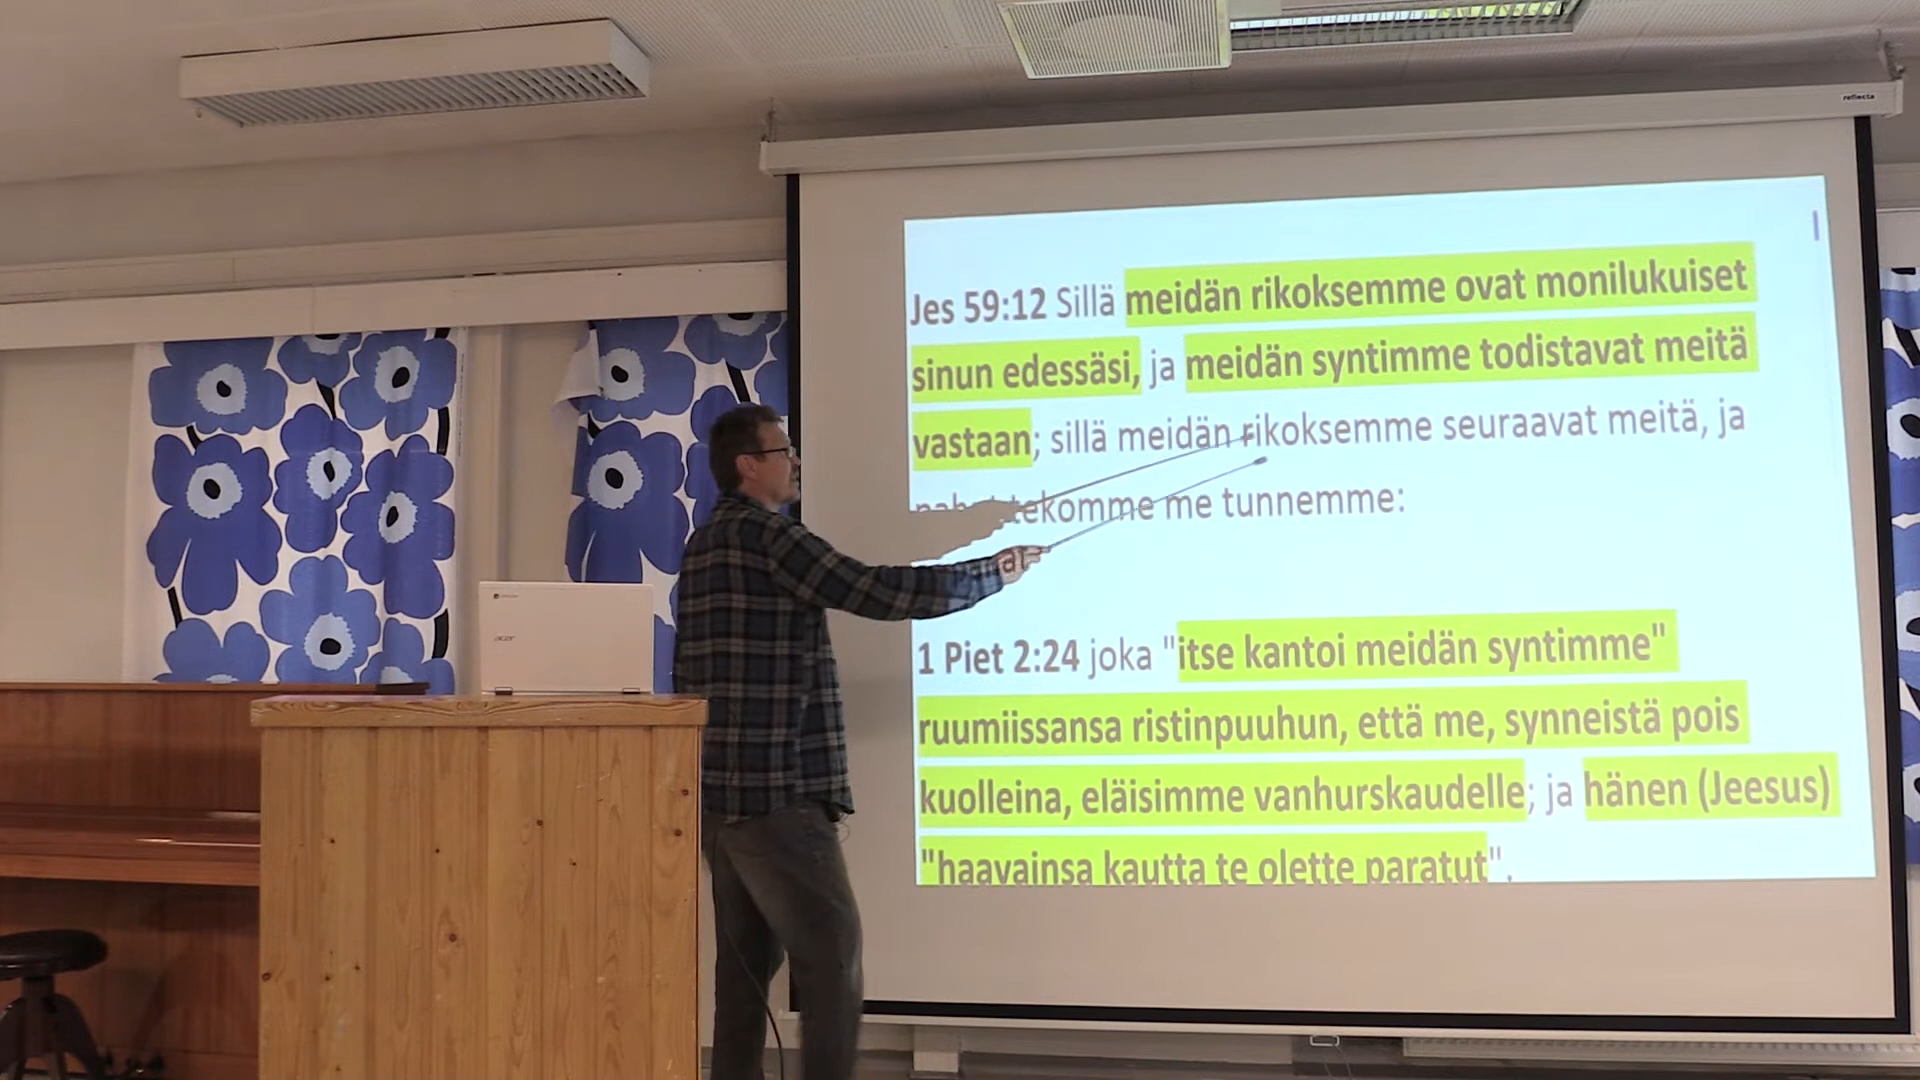 reflecta
Jes 59:12 Sillä meidän rikoksemme ovat monilukuiset
sinun edessäsi, ja meidän syntimme todistavat meitä
vastaan; sillä meidän rikoksemme seuraavat meitä, ja
tekomme me tunnemme:
1 Piet 2:24 joka "itse kantoi meidän syntimme"
ruumiissansa ristinpuuhun, että me, synneistä pois
kuolleina, eläisimme vanhurskaudelle; ja hänen (Jeesus)
"haavainsa kautta te olette paratut".
acer